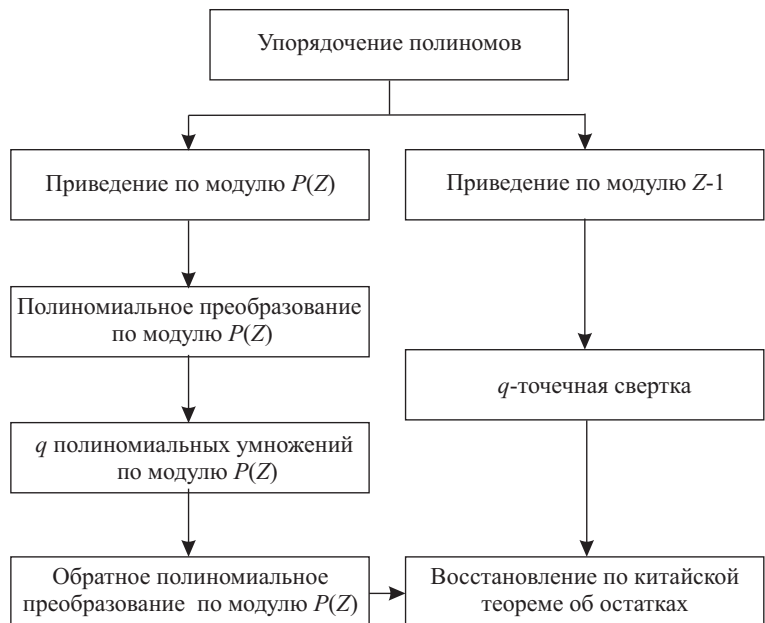 Упорядочение полиномов
Приведение по модулю P(Z)
Приведение по модулю Z-1
Полиномиальное преобразование
по модулю P(Z)
q-точечная свертка
q полиномиальных умножений
по модулю P(Z)
Обратное полиномиальное
преобразование по модулю P(Z)
Восстановление по китайской
теореме об остатках